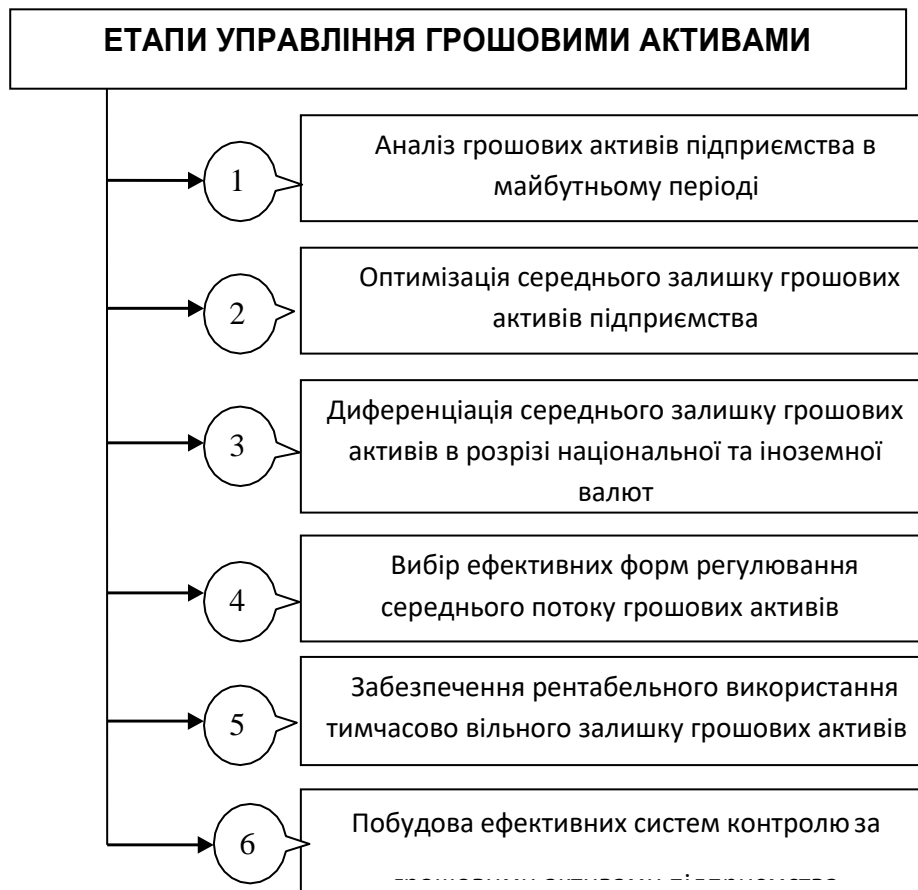 ЕТАПИ УПРАВЛІННЯ ГРОШОВИМИ АКТИВАМИ
1
Аналіз грошових активів підприємства в
майбутньому періоді
2
Оптимізація середнього залишку грошових
активів підприємства
3
Диференціація середнього залишку грошових
активів в розрізі національної та іноземної
валют
4
Вибір ефективних форм регулювання
середнього потоку грошових активів
5
Забезпечення рентабельного використання
тимчасово вільного залишку грошових активів
6
Побудова ефективних систем контролю за